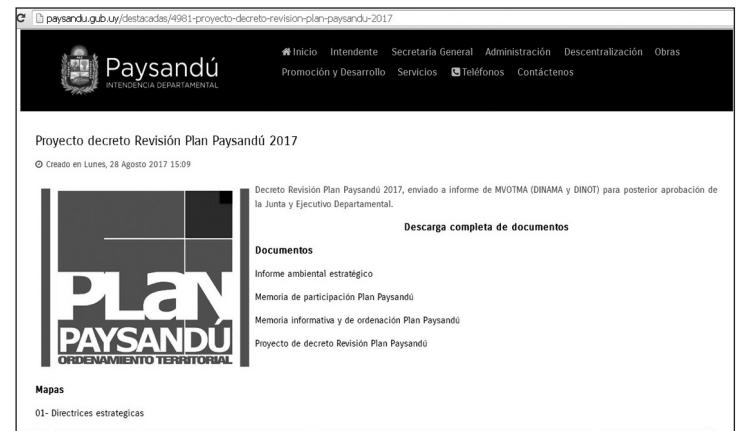 paysandu.gub.uy/destacadas/4981-proyecto-decreto-revision-plan-paysandu-2017
Paysandú
INTENDENCIA DEPARTAMENTAL
Inicio Intendente Secretaría General Administración Descentralización Obras
Promoción y Desarrollo Servicios Teléfonos Contáctenos
Proyecto decreto Revisión Plan Paysandú 2017
Creado en Lunes, 28 Agosto 2017 15:09
Decreto Revisión Plan Paysandú 2017, enviado a informe de MVOTMA (DINAMA y DINOT) para posterior aprobación de
la Junta y Ejecutivo Departamental.
Descarga completa de documentos
Documentos
Informe ambiental estratégico
Memoria de participación Plan Paysandú
Memoria informativa y de ordenación Plan Paysandú
Proyecto de decreto Revisión Plan Paysandú
PLaN
PAYSANDÚ
ORDENAMIENTO TERRITORIAL
Mapas
01- Directrices estrategicas